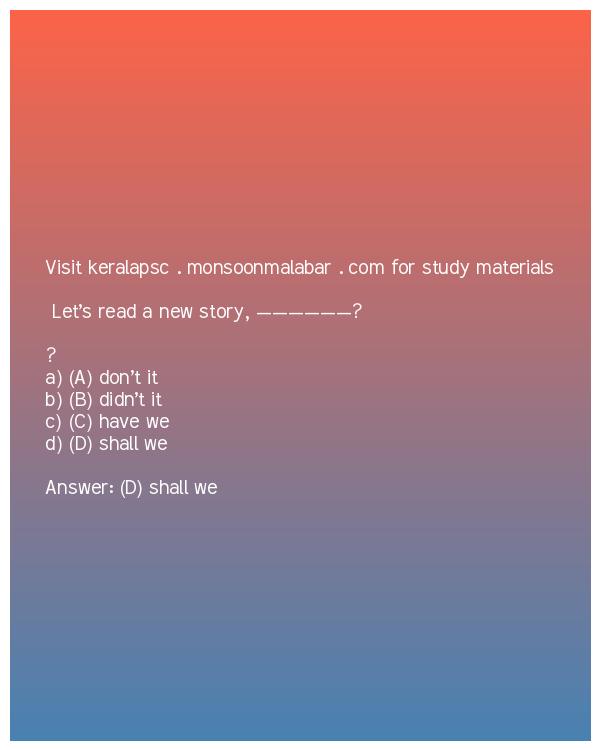 Visit keralapsc . monsoonmalabar . com for study materials
Let's read a new story, ——————?
?
a) (A) don't it
b) (B) didn't it
c) (C) have we
d) (D) shall we
Answer: (D) shall we